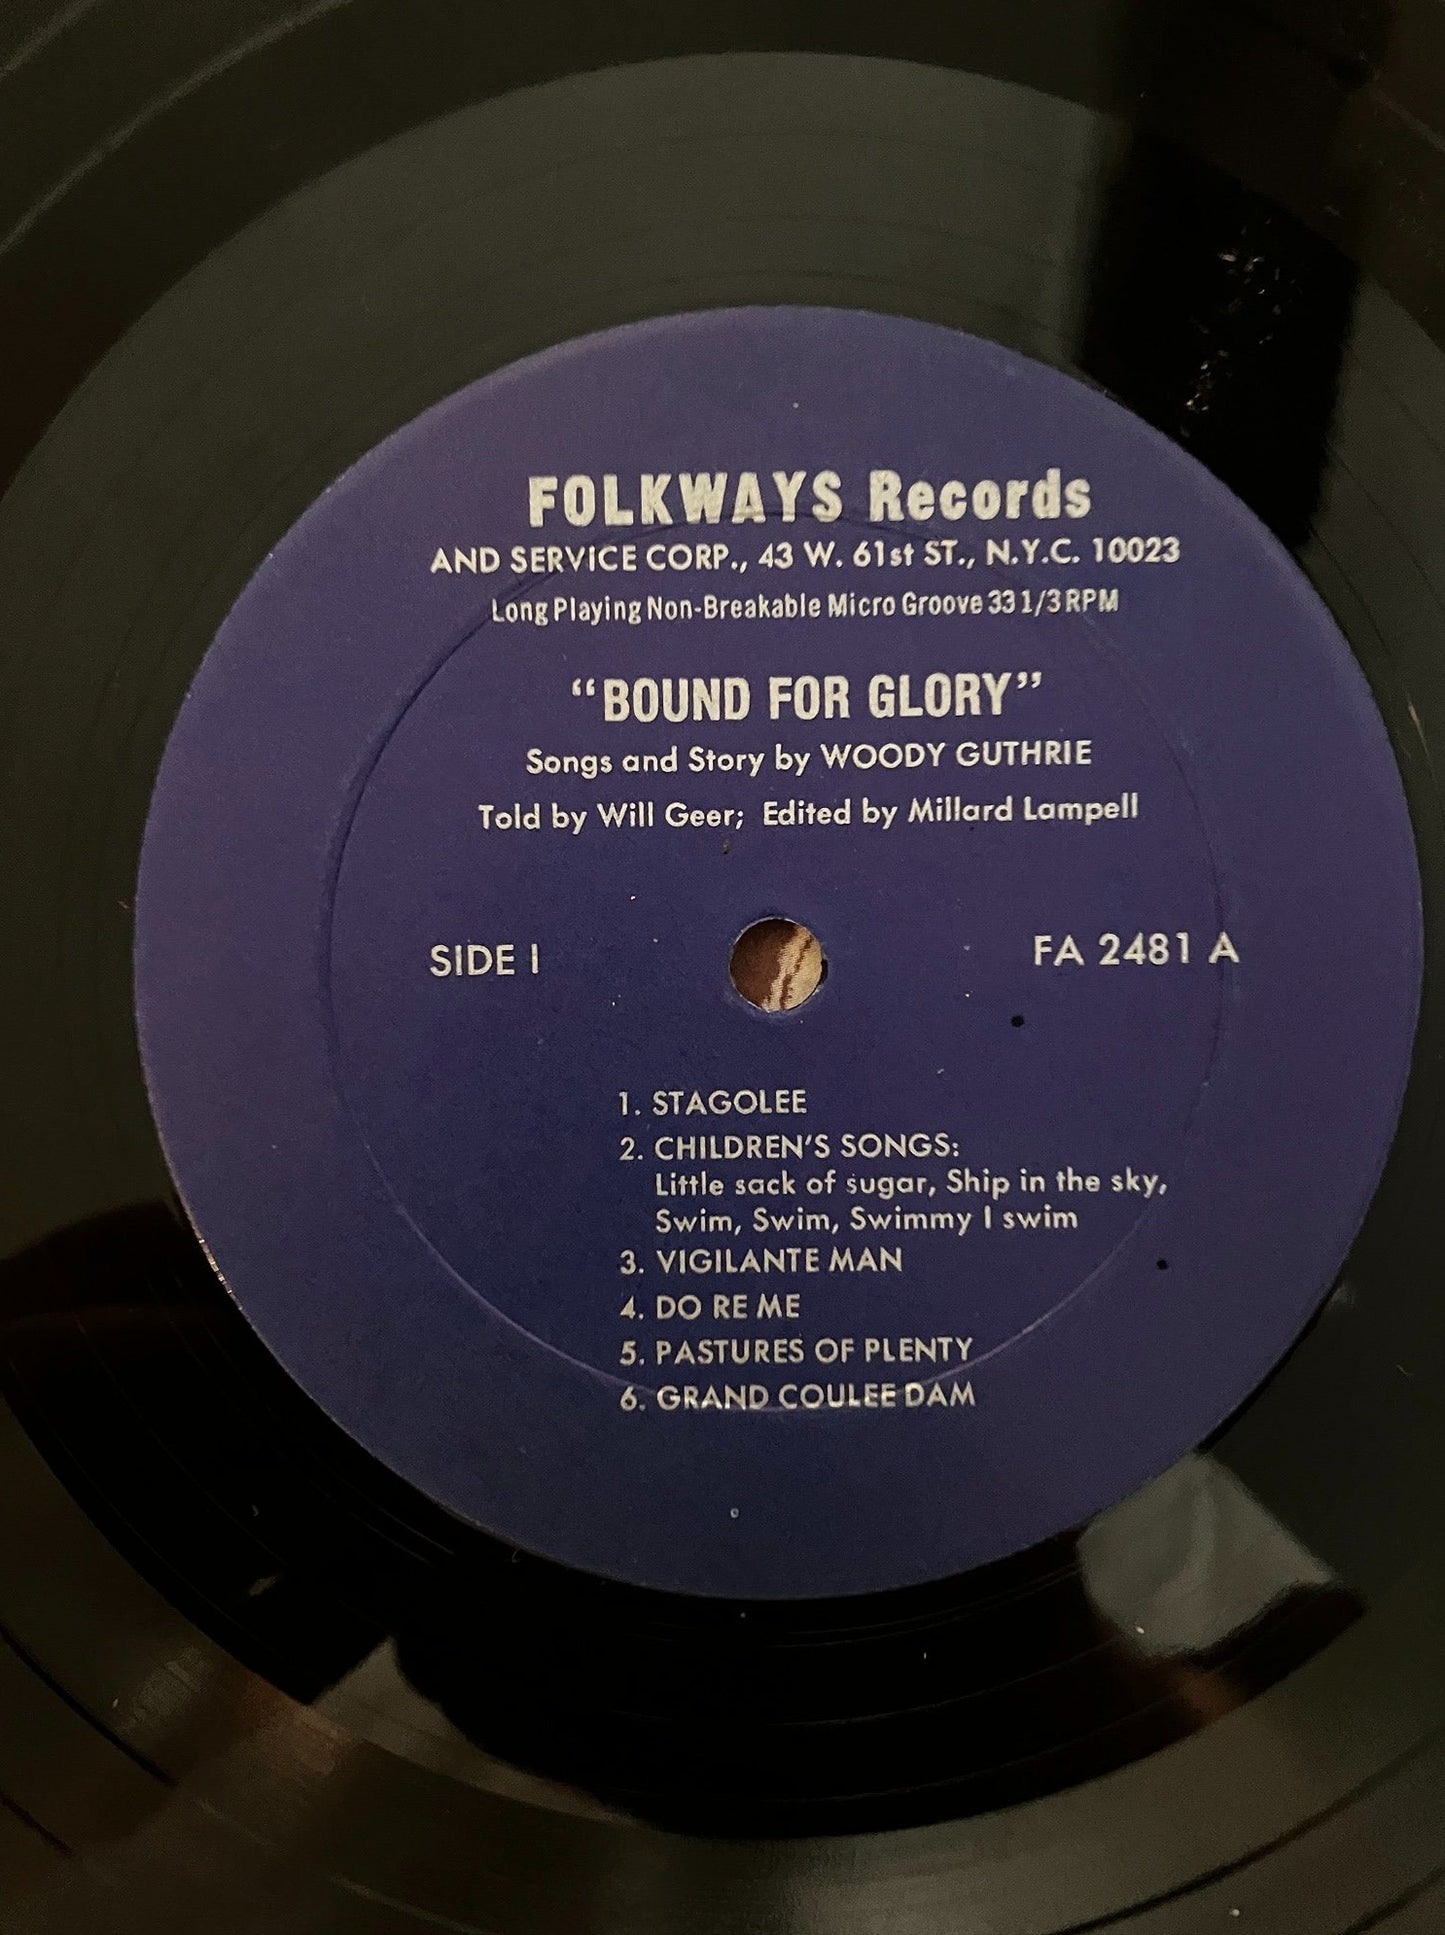 FOLKWAYS Records
AND SERVICE CORP., 43 W. 61st ST., N.Y.C. 10023
Long Playing Non-Breakable Micro Groove 33 1/3 RPM
“BOUND FOR GLORY”
Songs and Story by WOODY GUTHRIE
Told by Will Geer; Edited by Millard Lampell
SIDE I FA 2481 A
1. STAGOLEE
2. CHILDREN'S SONGS:
Little sack of sugar, Ship in the sky,
Swim, Swim, Swimmy I swim
3. VIGILANTE MAN
4. DO RE ME
5. PASTURES OF PLENTY
6. GRAND COULEE DAM